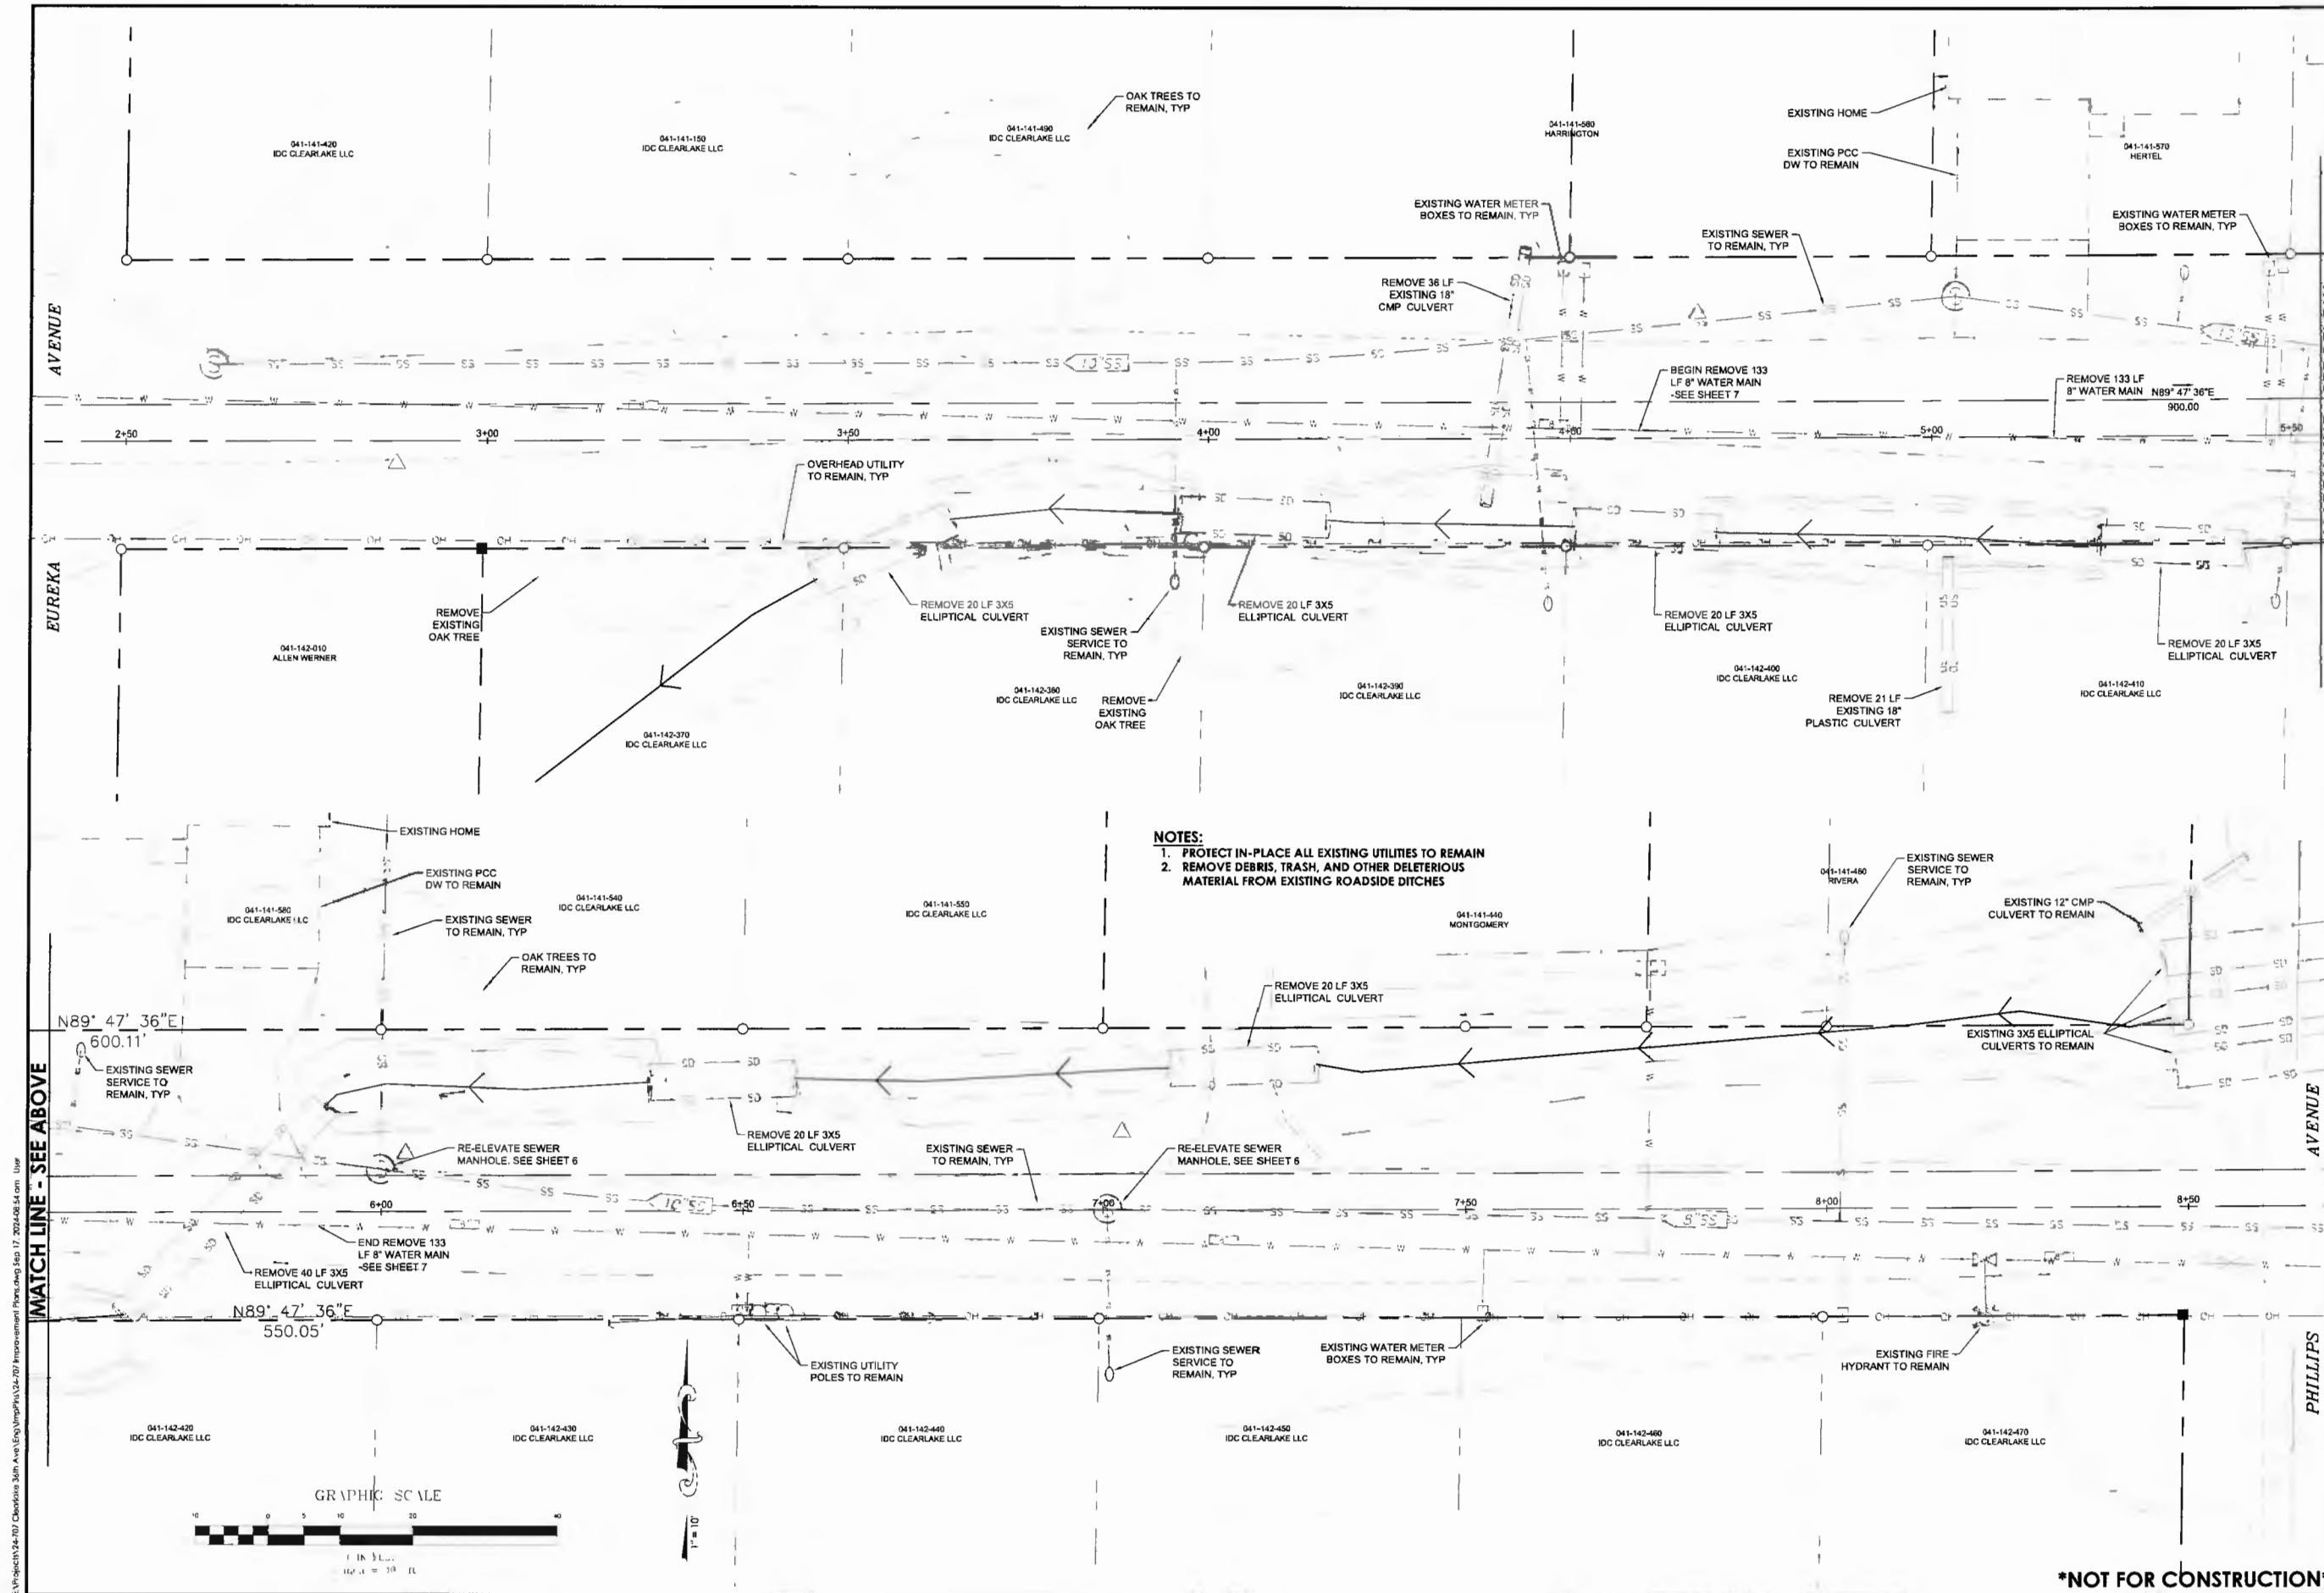 OAK TREES TO
REMAIN, TYP
041-141-420
IDC CLEARLAKE LLC
041-141-150
IDC CLEARLAKE LLC
041-141-490
IDC CLEARLAKE LLC
041-141-560
HARRINGTON
EXISTING HOME
EXISTING PCC
DW TO REMAIN
041-141-570
HERTEL
EXISTING WATER METER
BOXES TO REMAIN, TYP
EXISTING SEWER
TO REMAIN, TYP
EXISTING WATER METER
BOXES TO REMAIN, TYP
REMOVE 36 LF
EXISTING 18"
CMP CULVERT
AVENUE
EUREKA
10"SS
BEGIN REMOVE 133
LF 8" WATER MAIN
-SEE SHEET 7
REMOVE 133 LF
8" WATER MAIN
N89° 47' 36"E
900.00
2+50
3+00
3+50
4+00
4+50
5+00
5+50
OVERHEAD UTILITY
TO REMAIN, TYP
REMOVE
EXISTING
OAK TREE
REMOVE 20 LF 3X5
ELLIPTICAL CULVERT
EXISTING SEWER
SERVICE TO
REMAIN, TYP
REMOVE 20 LF 3X5
ELLIPTICAL CULVERT
REMOVE 20 LF 3X5
ELLIPTICAL CULVERT
REMOVE 20 LF 3X5
ELLIPTICAL CULVERT
041-142-010
ALLEN WERNER
041-142-370
IDC CLEARLAKE LLC
041-142-380
IDC CLEARLAKE LLC
REMOVE
EXISTING
OAK TREE
041-142-390
IDC CLEARLAKE LLC
041-142-400
IDC CLEARLAKE LLC
REMOVE 21 LF
EXISTING 18"
PLASTIC CULVERT
041-142-410
IDC CLEARLAKE LLC
EXISTING HOME
EXISTING PCC
DW TO REMAIN
041-141-580
IDC CLEARLAKE LLC
EXISTING SEWER
TO REMAIN, TYP
041-141-540
IDC CLEARLAKE LLC
OAK TREES TO
REMAIN, TYP
041-141-550
IDC CLEARLAKE LLC
NOTES:
1. PROTECT IN-PLACE ALL EXISTING UTILITIES TO REMAIN
2. REMOVE DEBRIS, TRASH, AND OTHER DELETERIOUS
MATERIAL FROM EXISTING ROADSIDE DITCHES
041-141-440
MONTGOMERY
041-141-460
RIVERA
EXISTING SEWER
SERVICE TO
REMAIN, TYP
EXISTING 12" CMP
CULVERT TO REMAIN
REMOVE 20 LF 3X5
ELLIPTICAL CULVERT
EXISTING 3X5 ELLIPTICAL
CULVERTS TO REMAIN
N89° 47' 36"E
600.11'
EXISTING SEWER
SERVICE TO
REMAIN, TYP
MATCH LINE - SEE ABOVE
REMOVE 20 LF 3X5
ELLIPTICAL CULVERT
RE-ELEVATE SEWER
MANHOLE, SEE SHEET 6
EXISTING SEWER
TO REMAIN, TYP
RE-ELEVATE SEWER
MANHOLE, SEE SHEET 6
AVENUE
PHILLIPS
10"SS
6+00
6+50
7+00
7+50
8+00
8+50
END REMOVE 133
LF 8" WATER MAIN
-SEE SHEET 7
REMOVE 40 LF 3X5
ELLIPTICAL CULVERT
N89° 47' 36"E
550.05'
EXISTING UTILITY
POLES TO REMAIN
EXISTING SEWER
SERVICE TO
REMAIN, TYP
EXISTING WATER METER
BOXES TO REMAIN, TYP
EXISTING FIRE
HYDRANT TO REMAIN
041-142-420
IDC CLEARLAKE LLC
041-142-430
IDC CLEARLAKE LLC
041-142-440
IDC CLEARLAKE LLC
041-142-450
IDC CLEARLAKE LLC
041-142-460
IDC CLEARLAKE LLC
041-142-470
IDC CLEARLAKE LLC
GRAPHIC SCALE
10 0 5 10 20 40
1" = 10'
*NOT FOR CONSTRUCTION